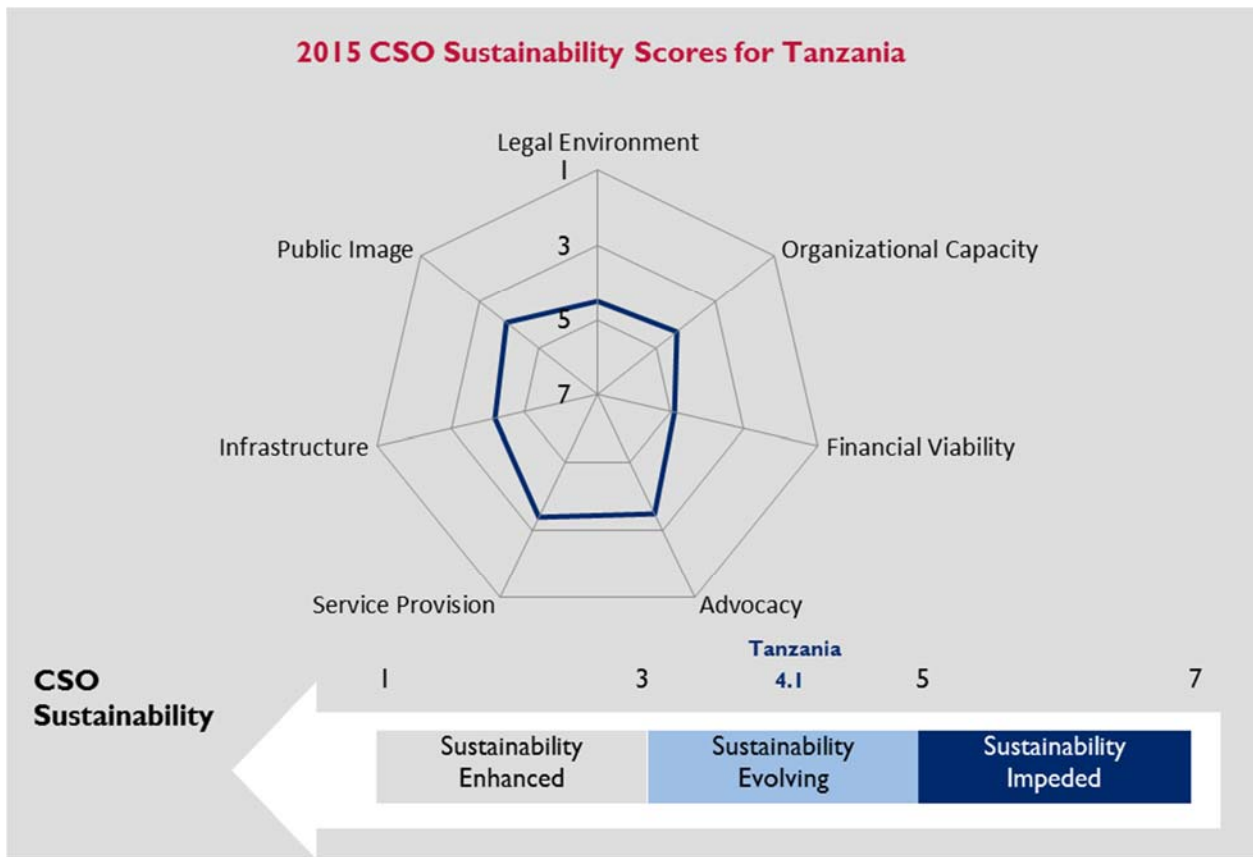 2015 CSO Sustainability Scores for Tanzania
Legal Environment
1
Public Image
3
Organizational Capacity
5
7
Infrastructure
Financial Viability
Service Provision
Advocacy
CSO
Sustainability
1
3
Tanzania
4.1
5
7
Sustainability
Enhanced
Sustainability
Evolving
Sustainability
Impeded